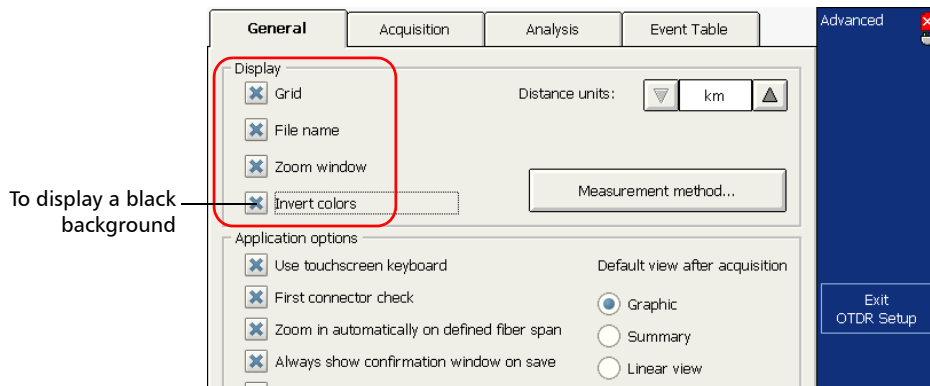 General
Acquisition
Analysis
Event Table
Advanced
Display
Grid
Distance units:
km
File name
Zoom window
To display a black
background
Invert colors
Measurement method...
Application options
Use touchscreen keyboard
Default view after acquisition
First connector check
Graphic
Zoom in automatically on defined fiber span
Summary
Always show confirmation window on save
Linear view
Exit
OTDR Setup